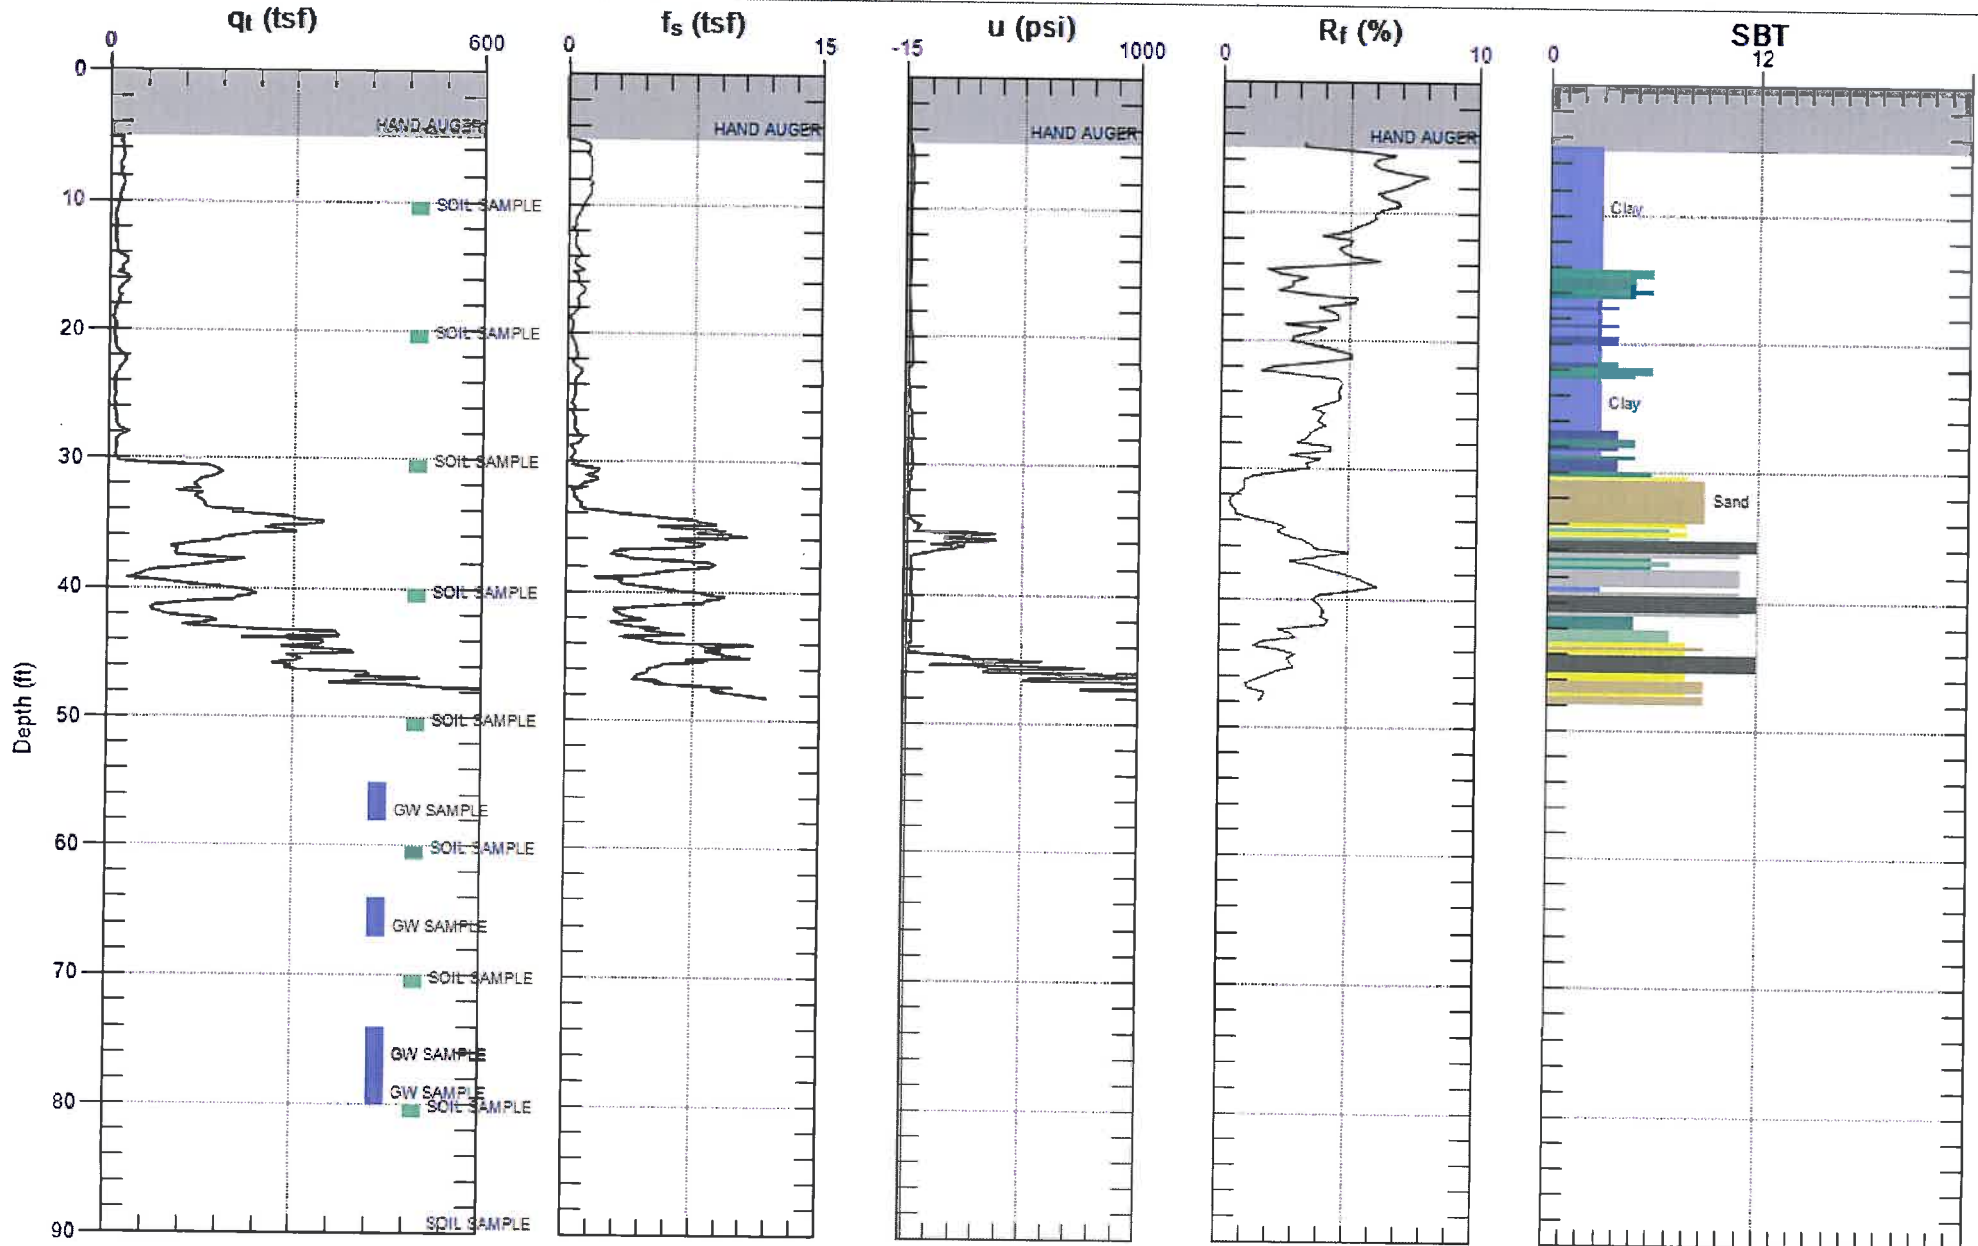 qt (tsf)
fs (tsf)
u (psi)
Rf (%)
SBT
0
600
0
15
-15
1000
0
10
0
12
0
HAND AUGER
HAND AUGER
HAND AUGER
HAND AUGER
10
SOIL SAMPLE
Clay
20
SOIL SAMPLE
Clay
30
SOIL SAMPLE
Sand
40
SOIL SAMPLE
50
SOIL SAMPLE
Depth (ft)
GW SAMPLE
60
SOIL SAMPLE
GW SAMPLE
70
SOIL SAMPLE
GW SAMPLE
GW SAMPLE
80
SOIL SAMPLE
SOIL SAMPLE
90